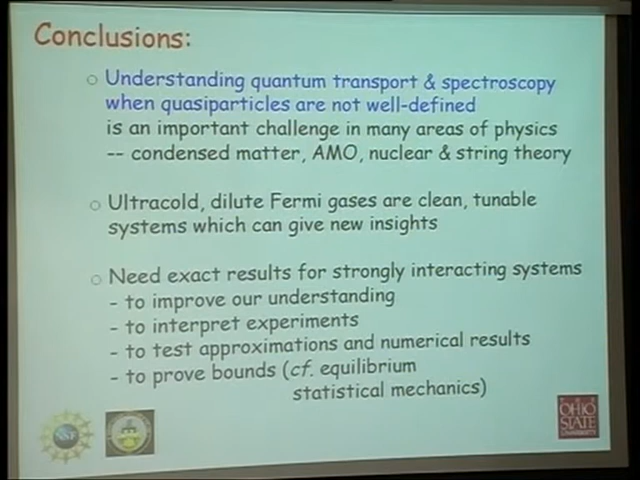 Conclusions:
○ Understanding quantum transport & spectroscopy
when quasiparticles are not well-defined
is an important challenge in many areas of physics
-- condensed matter, AMO, nuclear & string theory
○ Ultracold, dilute Fermi gases are clean, tunable
systems which can give new insights
○ Need exact results for strongly interacting systems
- to improve our understanding
- to interpret experiments
- to test approximations and numerical results
- to prove bounds (cf. equilibrium
statistical mechanics)
NSF
THE
OHIO
STATE
UNIVERSITY